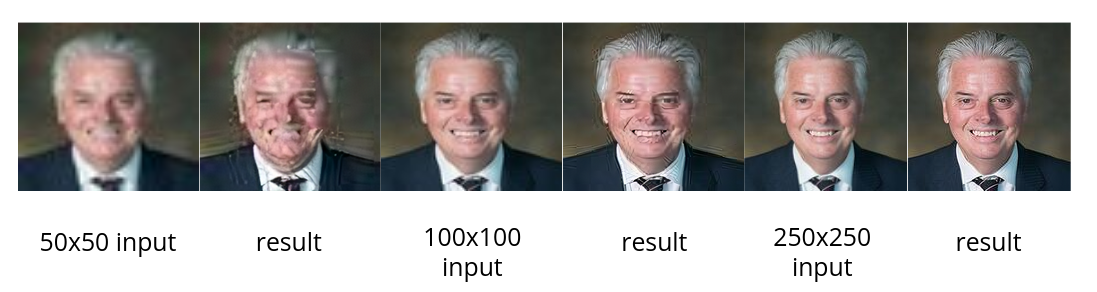 50x50 input
result
100x100
input
result
250x250
input
result